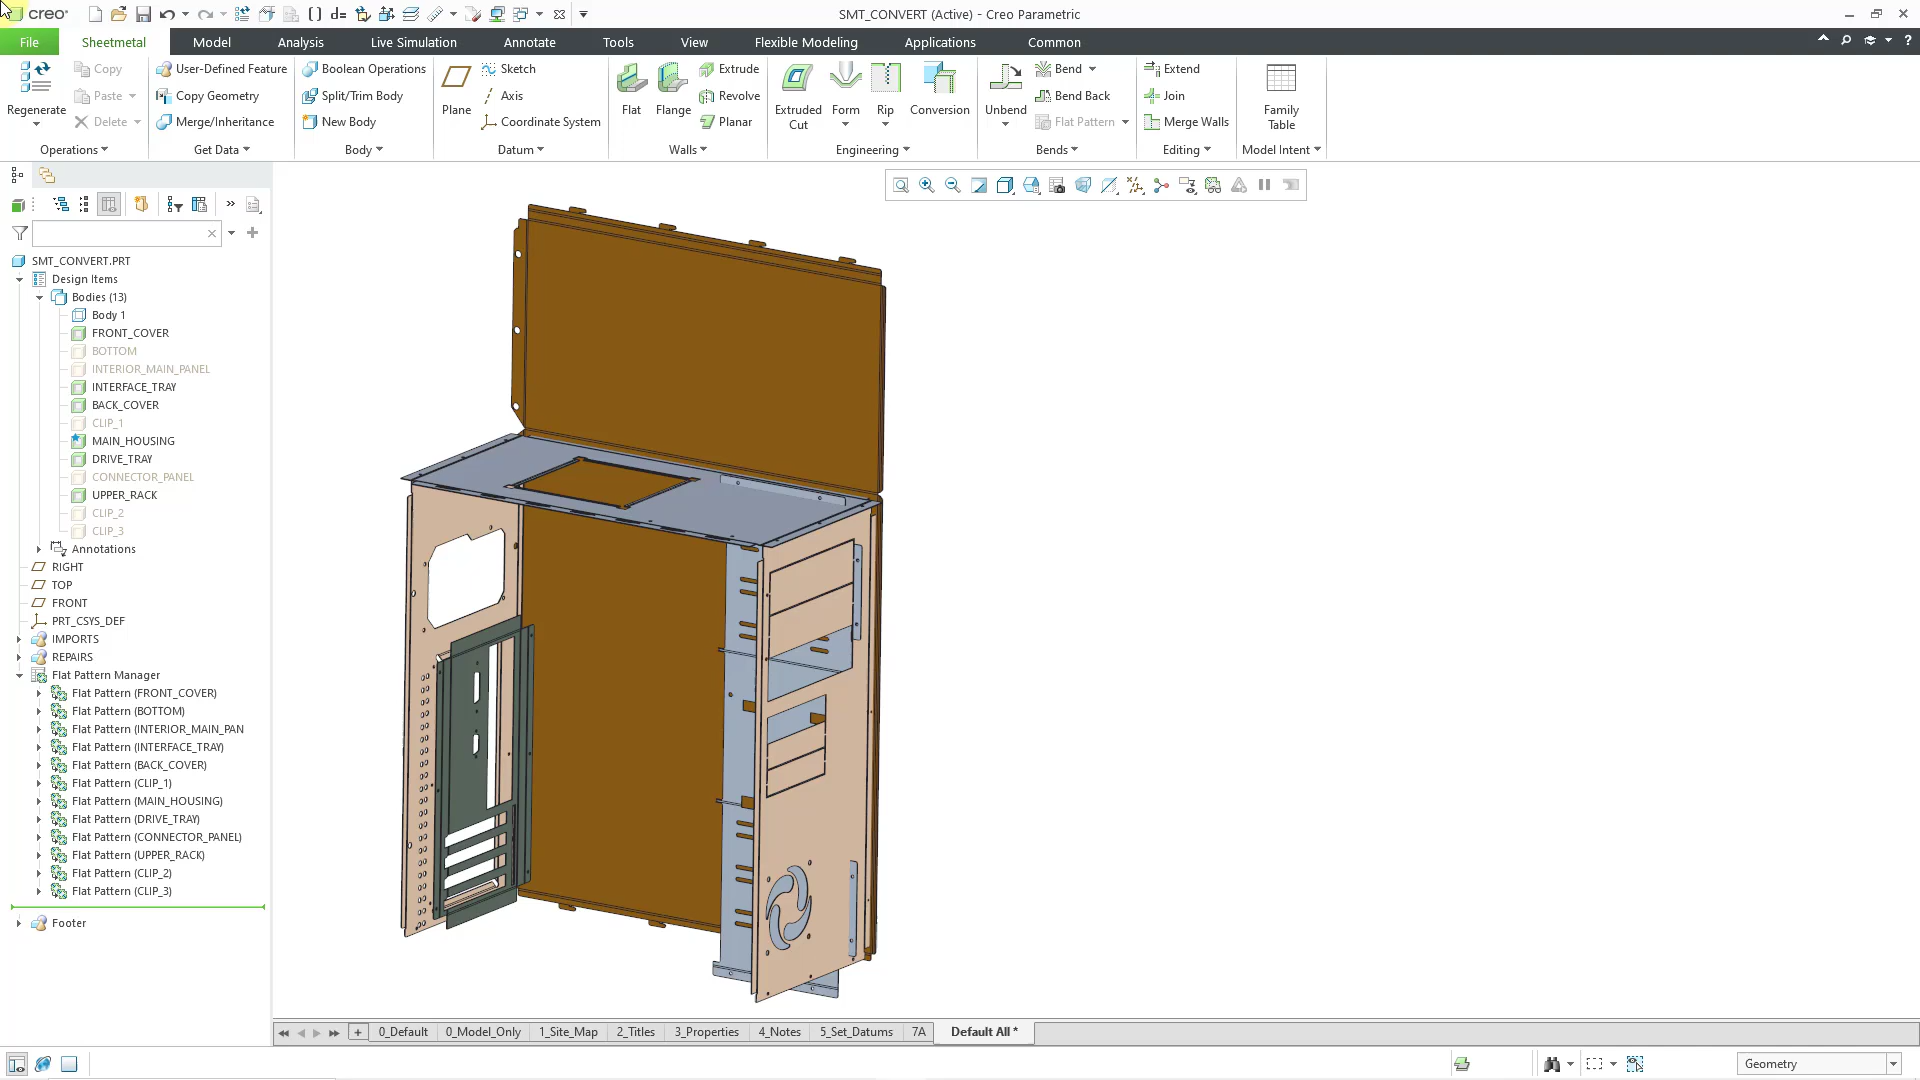 creo®
d=
SMT_CONVERT (Active) - Creo Parametric
File
Sheetmetal
Model
Analysis
Live Simulation
Annotate
Tools
View
Flexible Modeling
Applications
Common
Regenerate
Copy
Paste
Delete
Operations
User-Defined Feature
Copy Geometry
Merge/Inheritance
Get Data
Boolean Operations
Split/Trim Body
New Body
Body
Plane
Sketch
Axis
Coordinate System
Datum
Flat
Flange
Extrude
Revolve
Planar
Walls
Extruded Cut
Form
Rip
Conversion
Engineering
Unbend
Bend
Bend Back
Flat Pattern
Bends
Extend
Join
Merge Walls
Editing
Family Table
Model Intent
SMT_CONVERT.PRT
Design Items
Bodies (13)
Body 1
FRONT_COVER
BOTTOM
INTERIOR_MAIN_PANEL
INTERFACE_TRAY
BACK_COVER
CLIP_1
MAIN_HOUSING
DRIVE_TRAY
CONNECTOR_PANEL
UPPER_RACK
CLIP_2
CLIP_3
Annotations
RIGHT
TOP
FRONT
PRT_CSYS_DEF
IMPORTS
REPAIRS
Flat Pattern Manager
Flat Pattern (FRONT_COVER)
Flat Pattern (BOTTOM)
Flat Pattern (INTERIOR_MAIN_PAN
Flat Pattern (INTERFACE_TRAY)
Flat Pattern (BACK_COVER)
Flat Pattern (CLIP_1)
Flat Pattern (MAIN_HOUSING)
Flat Pattern (DRIVE_TRAY)
Flat Pattern (CONNECTOR_PANEL)
Flat Pattern (UPPER_RACK)
Flat Pattern (CLIP_2)
Flat Pattern (CLIP_3)
Footer
0_Default
0_Model_Only
1_Site_Map
2_Titles
3_Properties
4_Notes
5_Set_Datums
7A
Default All *
Geometry